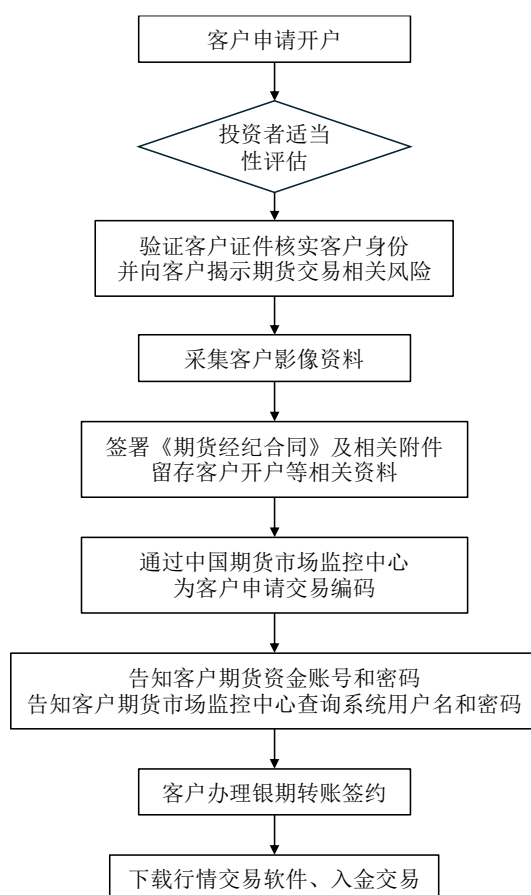 客户申请开户
投资者适当
性评估
验证客户证件核实客户身份
并向客户揭示期货交易相关风险
采集客户影像资料
签署《期货经纪合同》及相关附件
留存客户开户等相关资料
通过中国期货市场监控中心
为客户申请交易编码
告知客户期货资金账号和密码
告知客户期货市场监控中心查询系统用户名和密码
客户办理银期转账签约
下载行情交易软件、入金交易